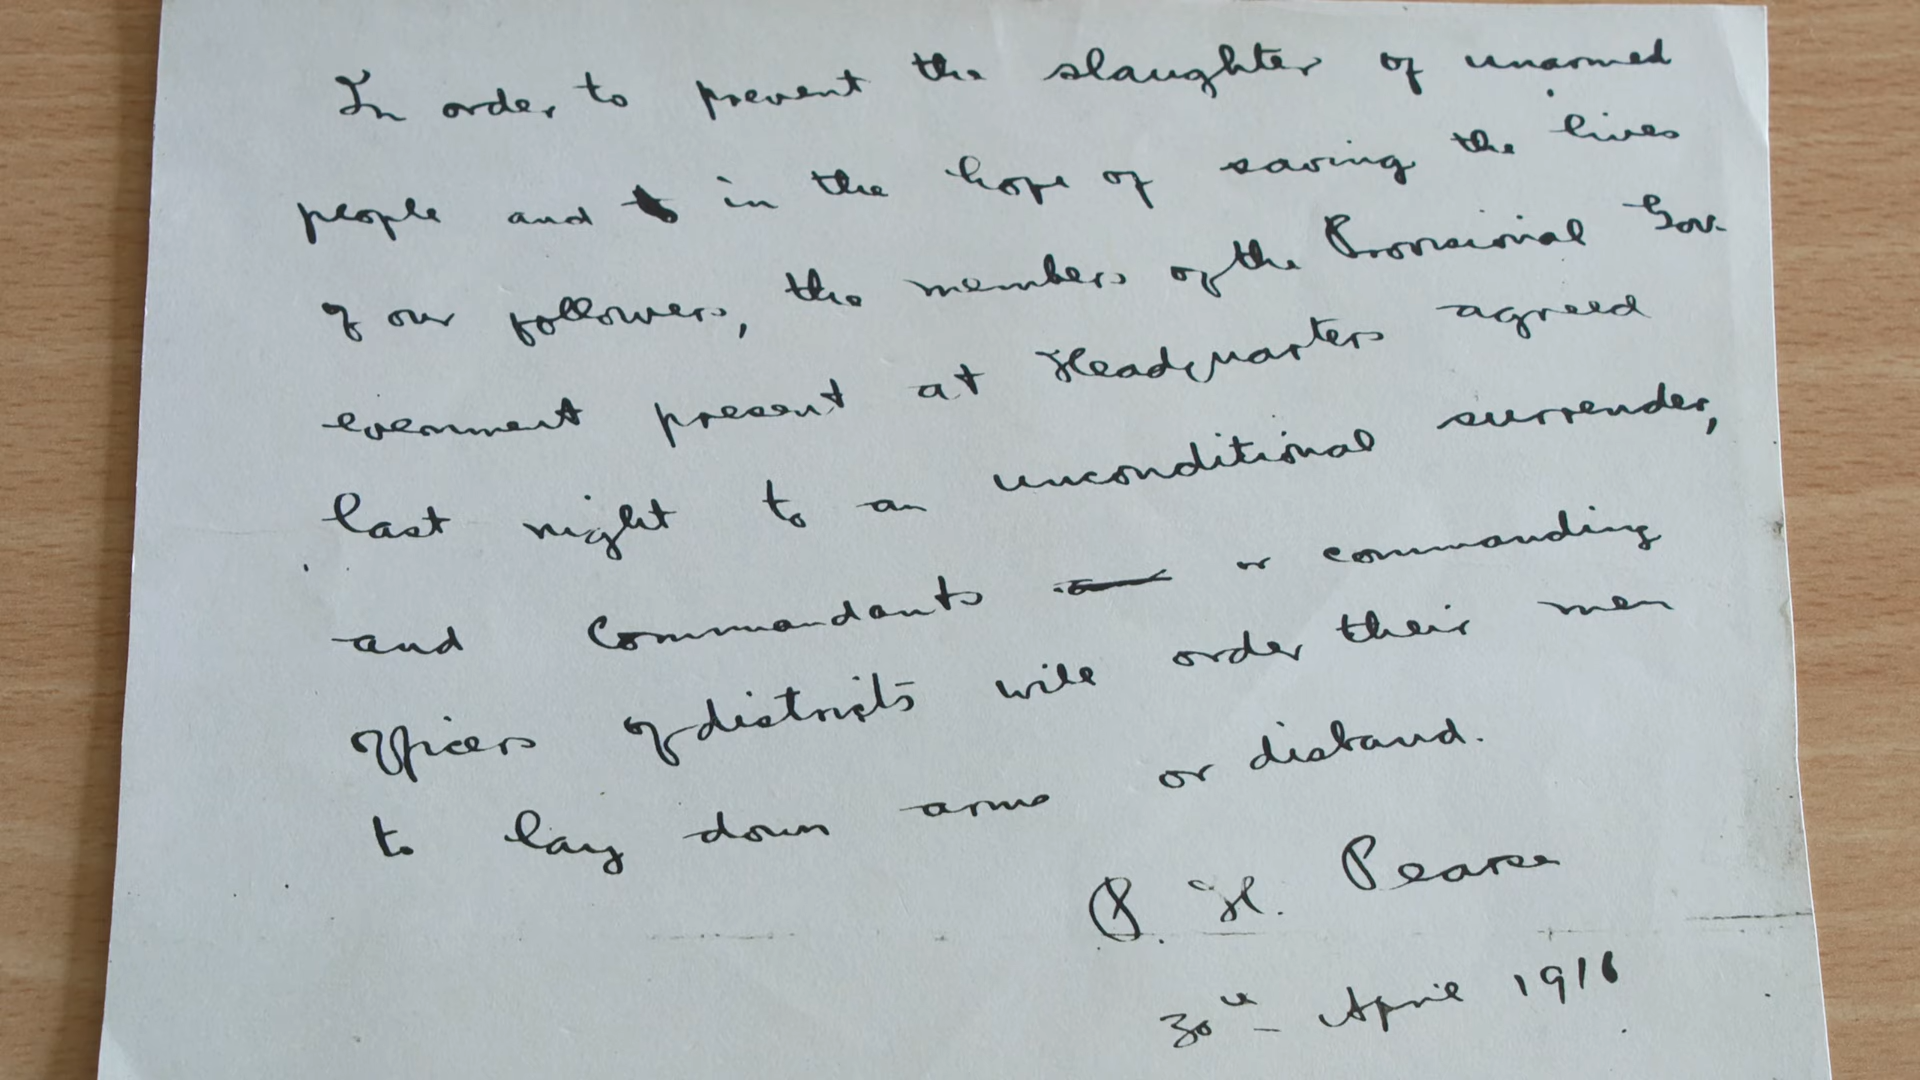 In order to prevent the slaughter of unarmed
people and in the hope of saving the lives
of our followers, the members of the Provisional Gov-
ernment present at Headquarters agreed
last night to an unconditional surrender,
and Commandants or commanding
officers of districts will order their men
to lay down arms or disband.
P. H. Pearse
30th April 1916